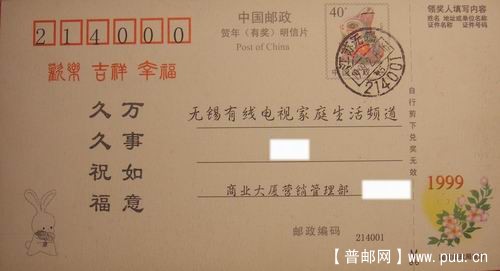 214000
中国邮政
贺年（有奖）明信片
Post of China
40
领奖人填写内容
姓名 地址或单位名称
证件名称 证件号码
江苏无锡
214001
欢乐 吉祥 幸福
万事如意
久久祝福
无锡有线电视家庭生活频道
商业大厦营销管理部
邮政编码 214001
自行剪下兑奖无效
1999
【普邮网】www.puu.cn